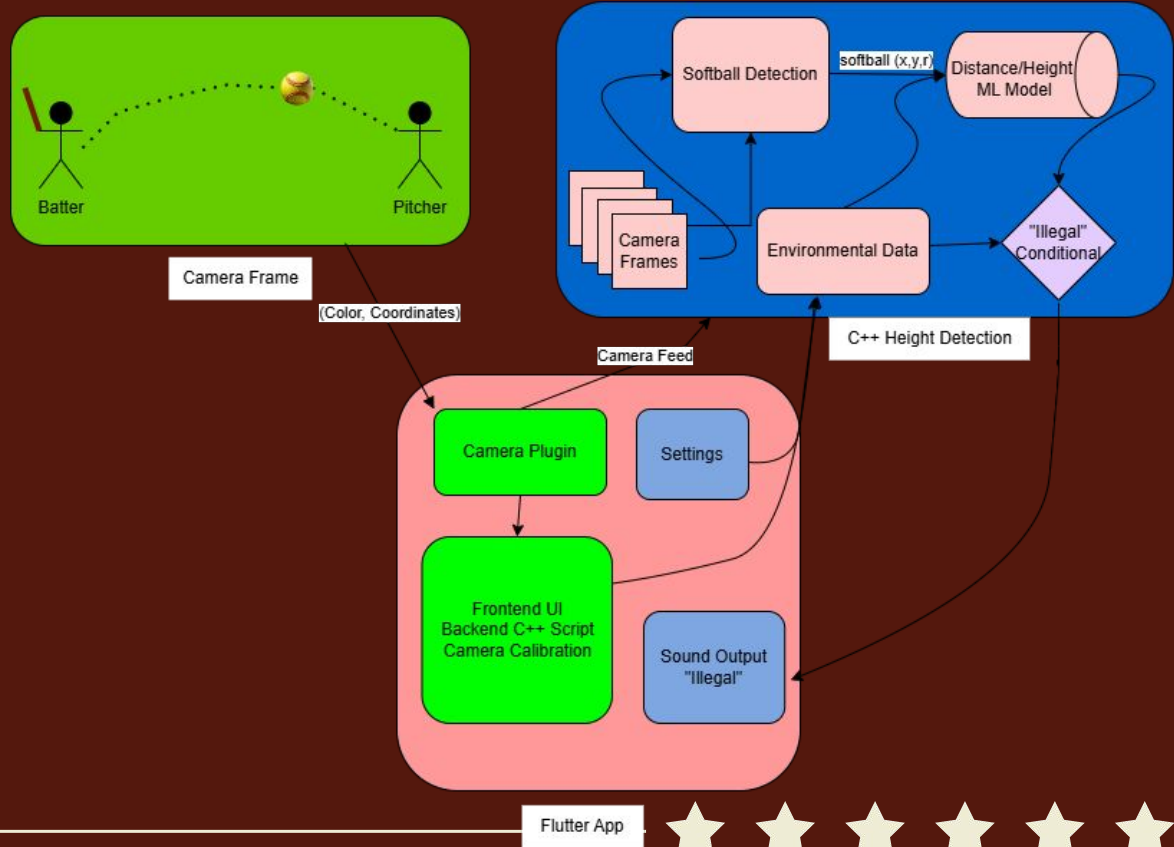 Batter
Pitcher
Camera Frame
(Color, Coordinates)
Softball Detection
softball (x,y,r)
Distance/Height
ML Model
Camera
Frames
Environmental Data
"Illegal"
Conditional
C++ Height Detection
Camera Feed
Camera Plugin
Settings
Frontend UI
Backend C++ Script
Camera Calibration
Sound Output
"Illegal"
Flutter App